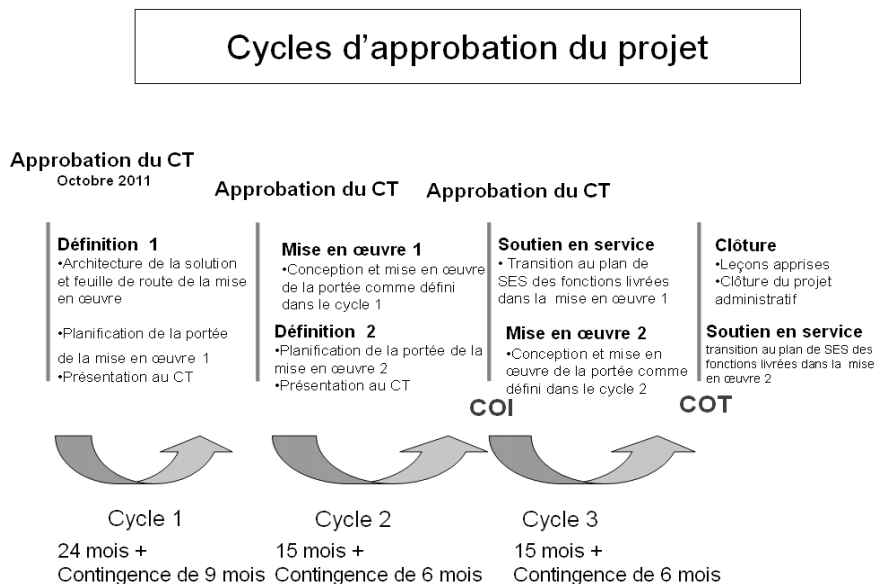 Cycles d’approbation du projet
Approbation du CT
Octobre 2011
Approbation du CT
Approbation du CT
Définition 1
•Architecture de la solution
et feuille de route de la mise
en œuvre
•Planification de la portée
de la mise en œuvre 1
•Présentation au CT
Mise en œuvre 1
•Conception et mise en œuvre
de la portée comme défini
dans le cycle 1
Définition 2
•Planification de la portée de la
mise en œuvre 2
•Présentation au CT
Soutien en service
• Transition au plan de
SES des fonctions livrées
dans la mise en œuvre 1
Mise en œuvre 2
•Conception et mise en
œuvre de la portée comme
défini dans le cycle 2
Clôture
•Leçons apprises
•Clôture du projet
administratif
Soutien en service
transition au plan de SES des
fonctions livrées dans la mise
en œuvre 2
COI
COT
Cycle 1
24 mois +
Contingence de 9 mois
Cycle 2
15 mois +
Contingence de 6 mois
Cycle 3
15 mois +
Contingence de 6 mois